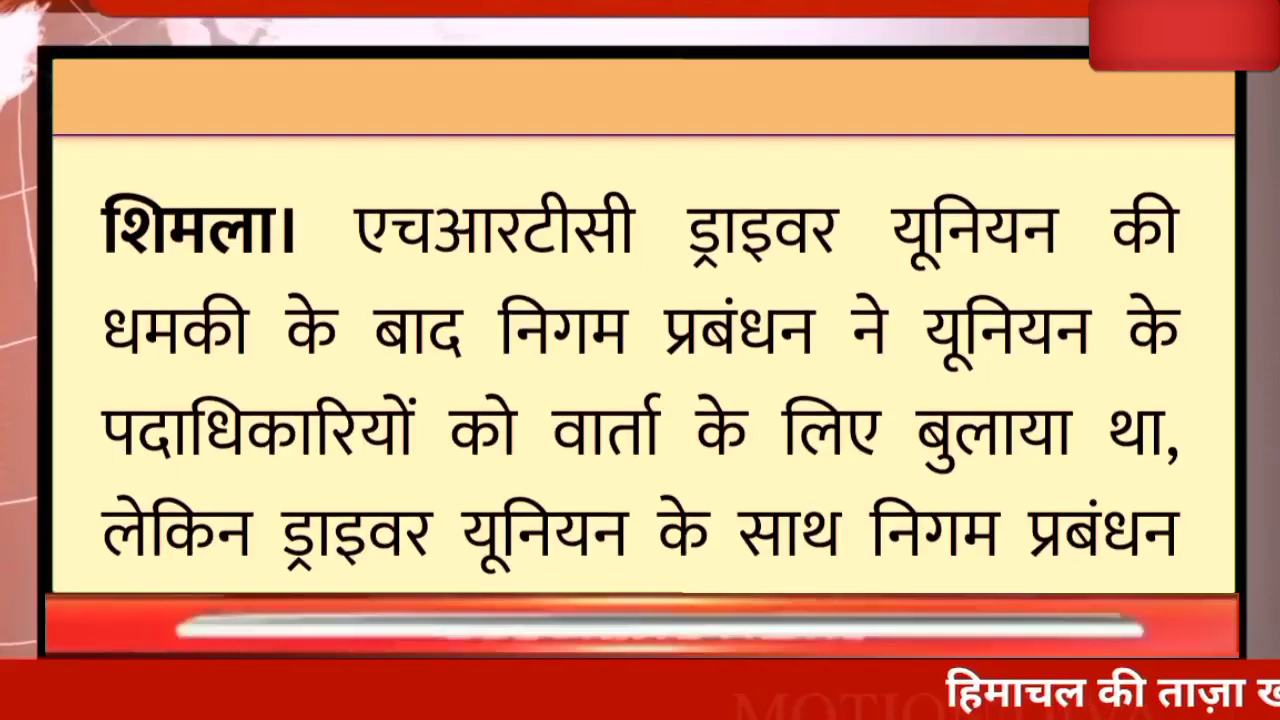 शिमला। एचआरटीसी ड्राइवर यूनियन की
धमकी के बाद निगम प्रबंधन ने यूनियन के
पदाधिकारियों को वार्ता के लिए बुलाया था,
लेकिन ड्राइवर यूनियन के साथ निगम प्रबंधन
हिमाचल की ताज़ा